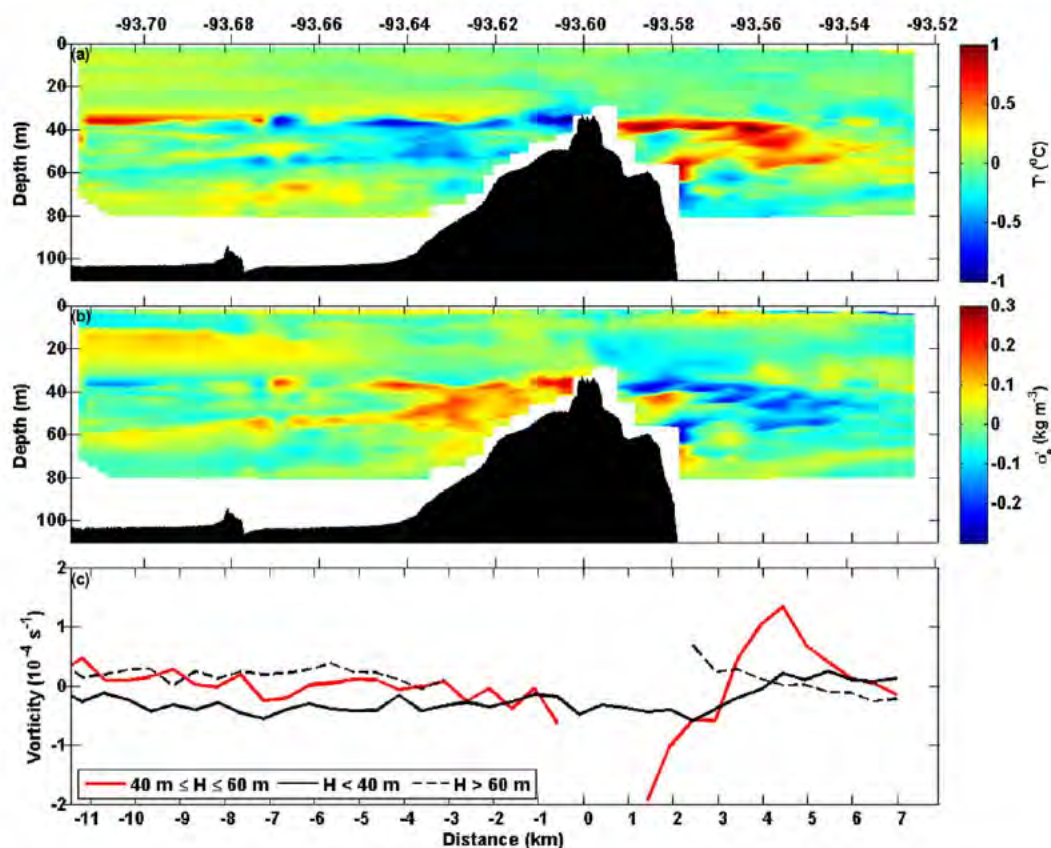 -93.70 -93.68 -93.66 -93.64 -93.62 -93.60 -93.58 -93.56 -93.54 -93.52
(a)
Depth (m)
0
20
40
60
80
100
1
0.5
0
-0.5
-1
T' (⁰C)
(b)
Depth (m)
0
20
40
60
80
100
0.3
0.2
0.1
0
-0.1
-0.2
(kg m⁻³)
(c)
Vorticity (10⁻⁴ s⁻¹)
2
1
0
-1
-2
40 m ≤ H ≤ 60 m H < 40 m H > 60 m
-11 -10 -9 -8 -7 -6 -5 -4 -3 -2 -1 0 1 2 3 4 5 6 7
Distance (km)